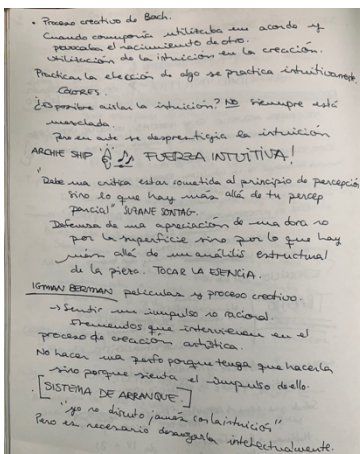 • Proceso creativo de Bach.
Cuando componía utilizaba un acorde y
provocaba el nacimiento de otro.
Utilización de la intuición en la creación.
Practicar la elección de algo se practica intuitivamente.
COLORES.
¿Es posible aislar la intuición? NO siempre está
mezclada.
Pero en arte se desprestigia la intuición
ARCHIE SHIP FUERZA INTUITIVA!
"Debe una crítica estar sometida al principio de percepción
sino lo que hay más allá de tu percep
parcial" SUZANE SONTAG.
Defensa de una apreciación de una obra no
por la superficie sino por lo que hay
más allá de un análisis estructural
de la pieza. TOCAR LA ESENCIA.
IGMAN BERMAN películas y proceso creativo.
→ Sentir un impulso no racional.
Elementos que intervienen en el
proceso de creación artística.
No hacer una perfo porque tenga que hacerla
sino porque sienta el impulso de ello.
[SISTEMA DE ARRANQUE.]
"yo no discuto jamás con la intuición"
Pero es necesario desarrollarla intelectualmente.